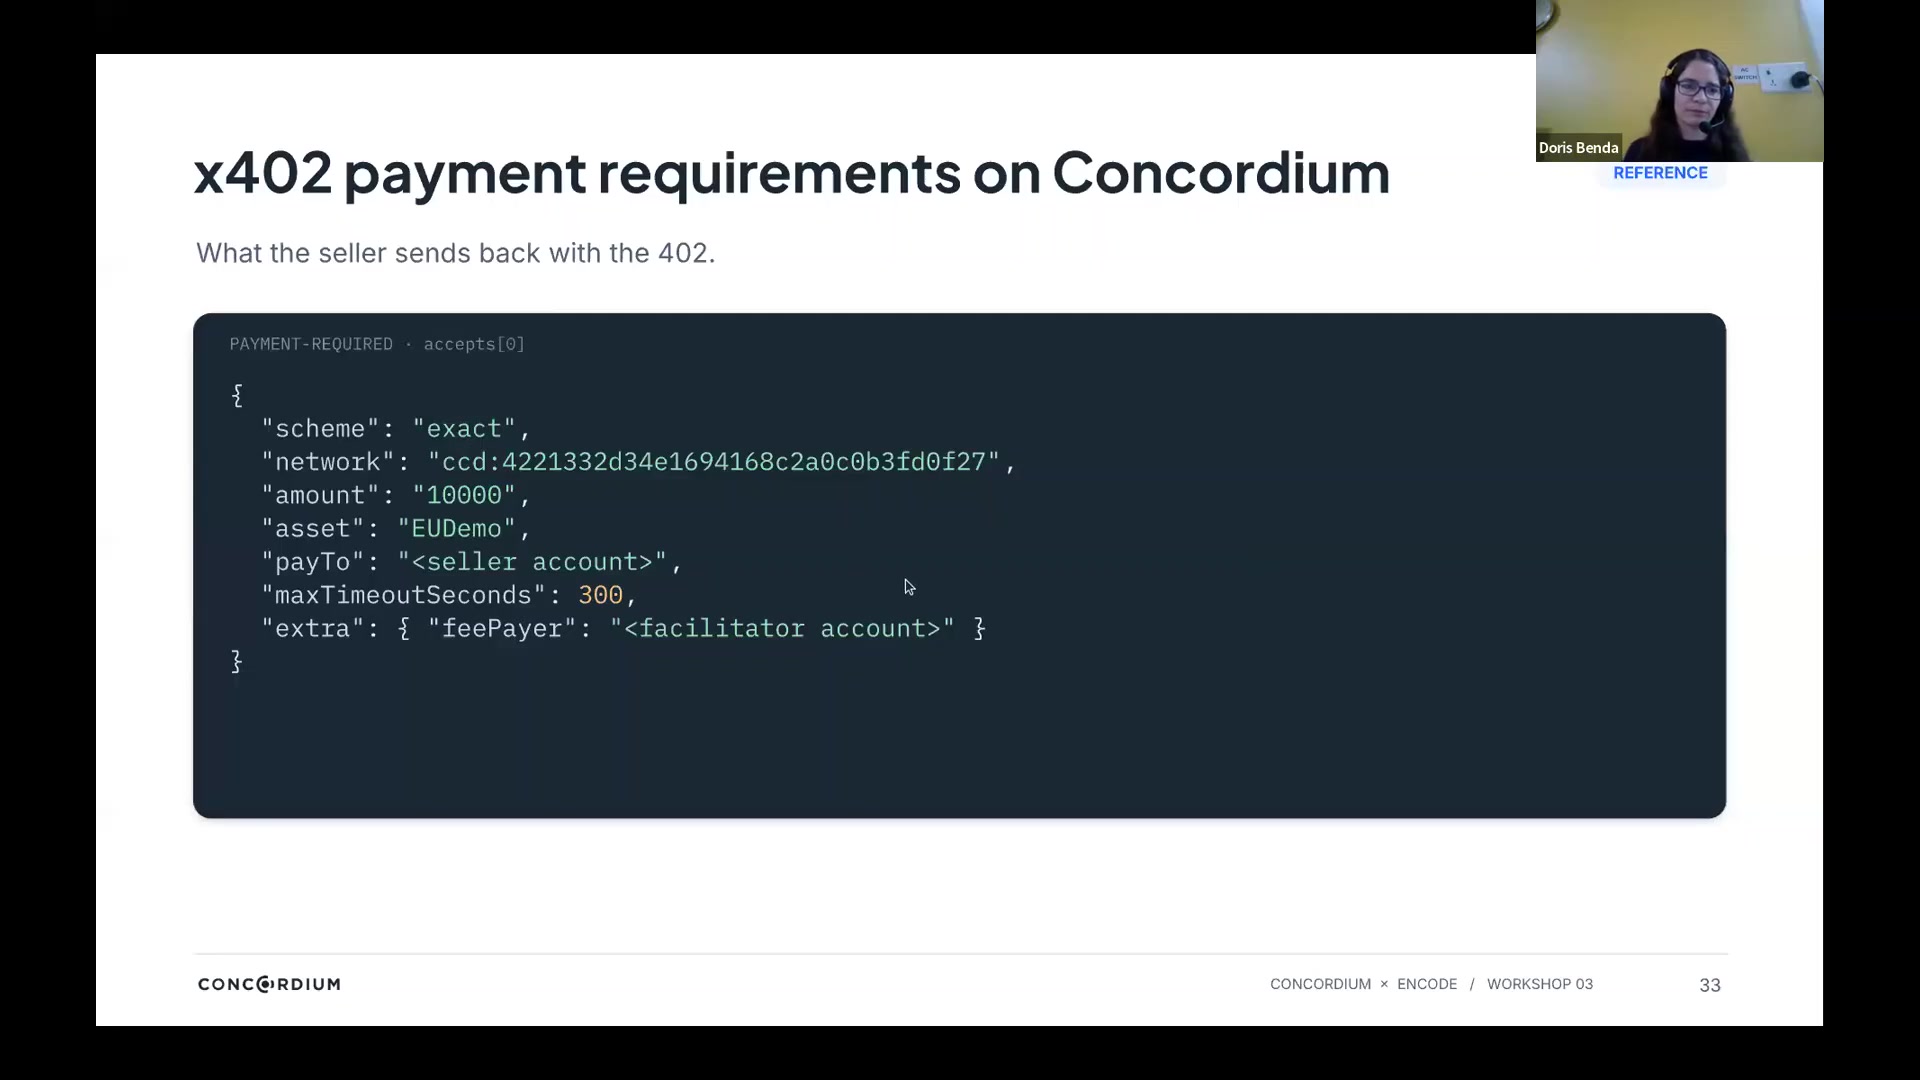 Doris Benda
AC
SWITCH
x402 payment requirements on Concordium
REFERENCE
What the seller sends back with the 402.
PAYMENT-REQUIRED · accepts[0]
{
"scheme": "exact",
"network": "ccd:4221332d34e1694168c2a0c0b3fd0f27",
"amount": "10000",
"asset": "EUDemo",
"payTo": "<seller account>",
"maxTimeoutSeconds": 300,
"extra": { "feePayer": "<facilitator account>" }
}
CONCORDIUM
CONCORDIUM × ENCODE / WORKSHOP 03
33